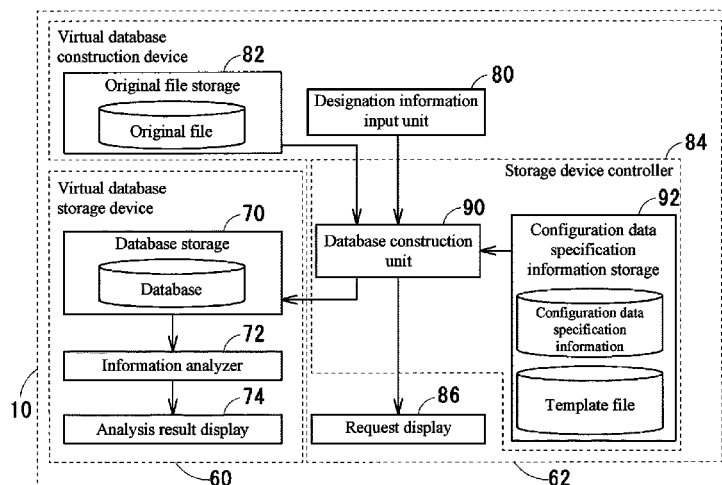 Virtual database
construction device
82
Original file storage
Original file
80
Designation information
input unit
84
Storage device controller
Virtual database
storage device
70
Database storage
Database
90
Database construction
unit
92
Configuration data
specification
information storage
Configuration data
specification
information
Template file
72
Information analyzer
74
Analysis result display
86
Request display
10
60
62